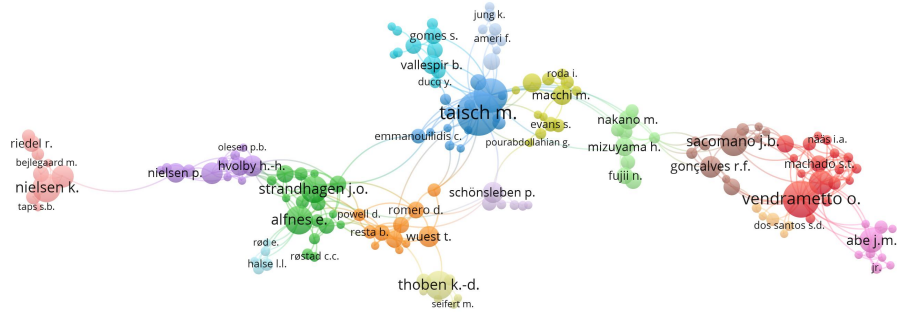 jung k.
gomes s.
ameri f.
vallespir b.
roda i.
ducq y.
macchi m.
taisch m.
evans s.
nakano m.
emmanouilidis c.
pourabdollahian g.
mizuyama h.
sacomano j.b.
nääs i.a.
riedel r.
olesen p.b.
bejlegaard m.
hvolby h.-h.
nielsen p.
gonçalves r.f.
machado s.t.
fujii n.
nielsen k.
strandhagen j.o.
schönsleben p.
vendrametto o.
taps s.b.
alfnes e.
powell d.
romero d.
dos santos s.d.
resta b.
wuest t.
abe j.m.
rød e.
røstad c.c.
halse l.l.
jr.
thoben k.-d.
seifert m.